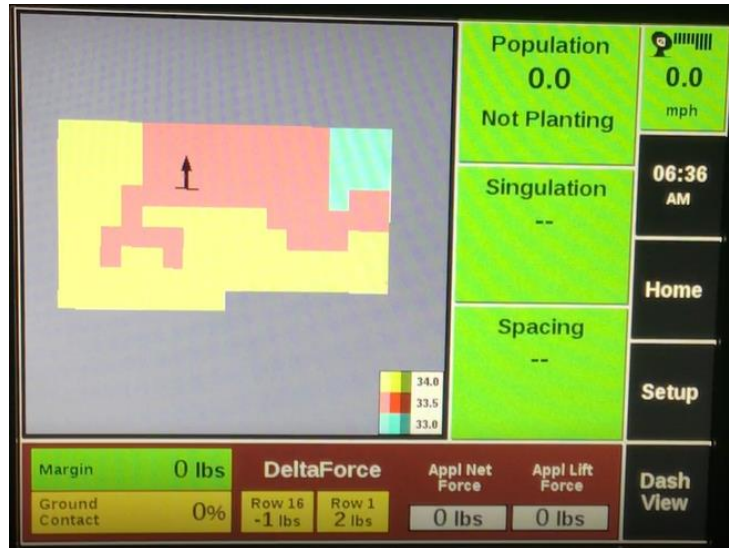 Population
0.0
Not Planting
0.0
mph
Singulation
--
06:36
AM
Home
Spacing
--
Setup
34.0
33.5
33.0
Margin 0 lbs
Ground
Contact 0%
DeltaForce
Row 16
-1 lbs
Row 1
2 lbs
Appl Net
Force
0 lbs
Appl Lift
Force
0 lbs
Dash
View